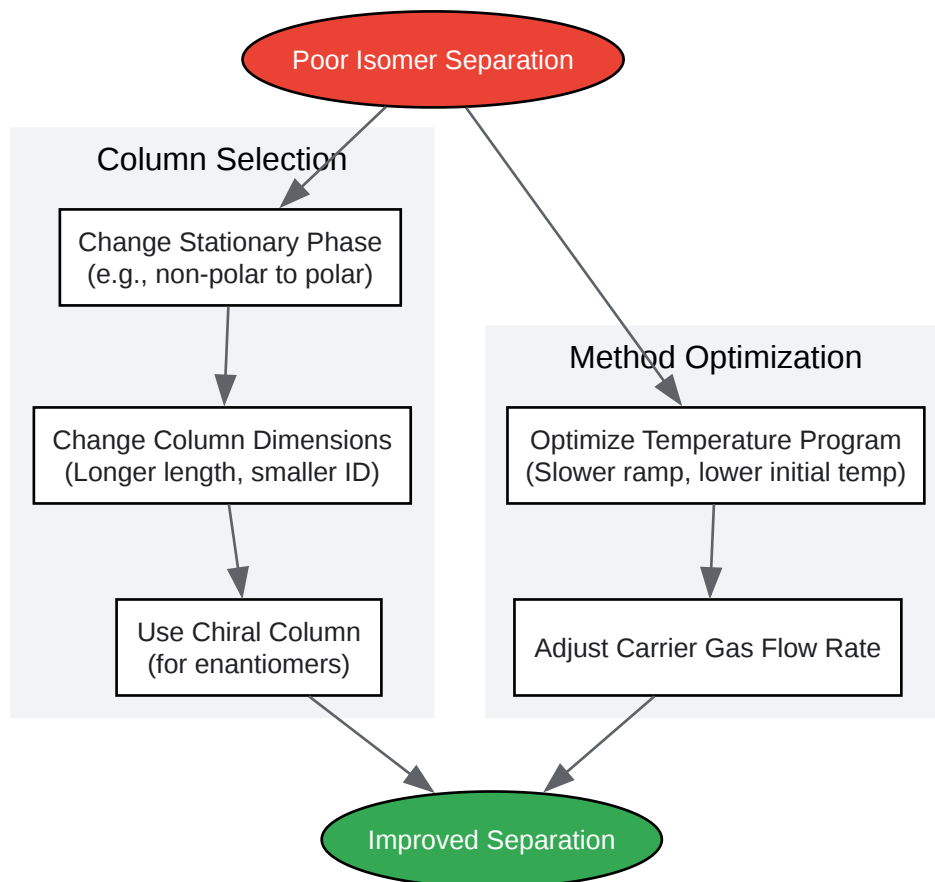 Poor Isomer Separation
Column Selection
Change Stationary Phase
(e.g., non-polar to polar)
Change Column Dimensions
(Longer length, smaller ID)
Use Chiral Column
(for enantiomers)
Method Optimization
Optimize Temperature Program
(Slower ramp, lower initial temp)
Adjust Carrier Gas Flow Rate
Improved Separation